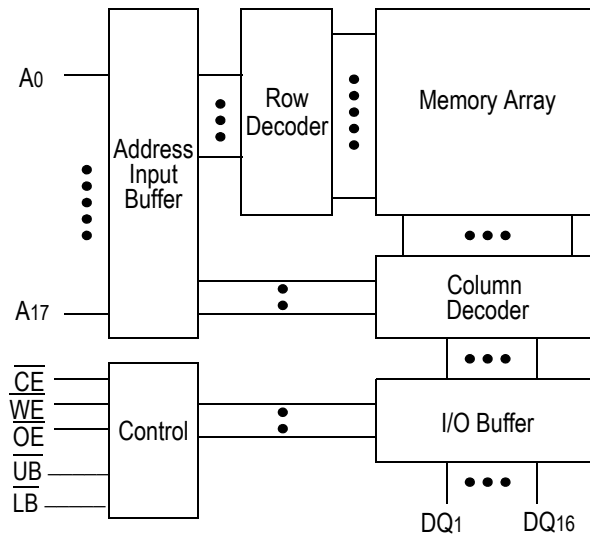 A0
A17
Address
Input
Buffer
Row
Decoder
Memory Array
Column
Decoder
CE
WE
OE
UB
LB
Control
I/O Buffer
DQ1
DQ16